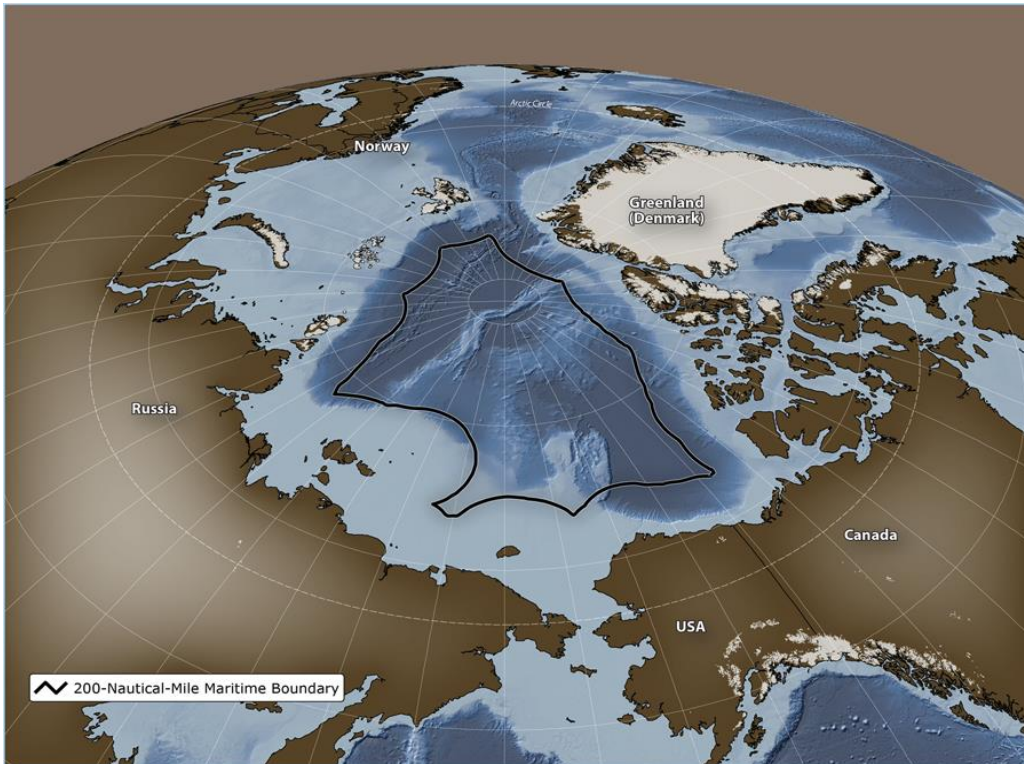 Arctic Circle
Norway
Greenland
(Denmark)
Russia
Canada
USA
200-Nautical-Mile Maritime Boundary